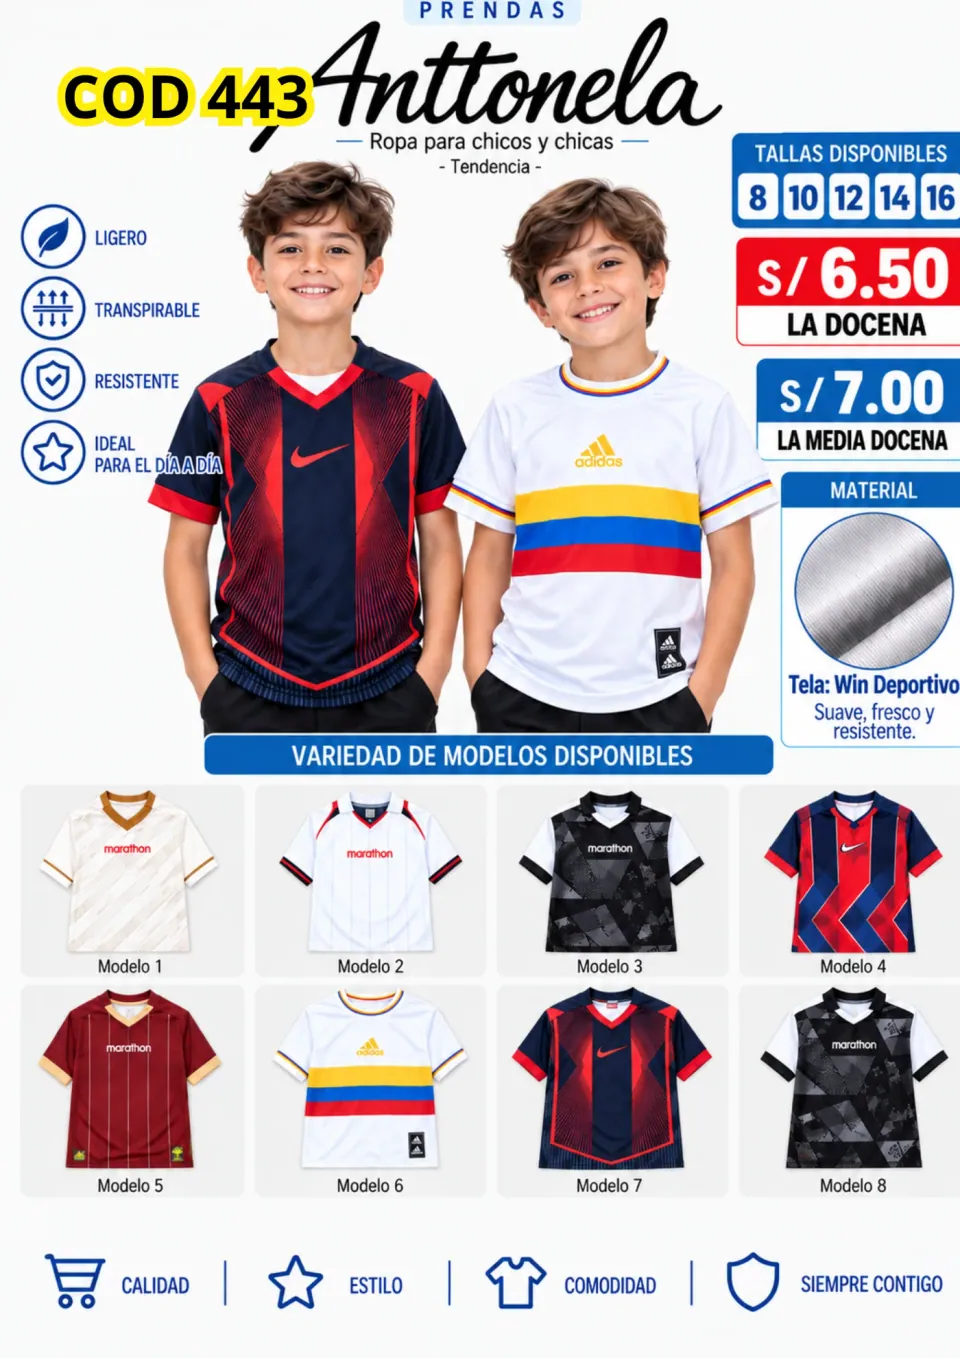 PRENDAS
COD 443
Anttonela
Ropa para chicos y chicas
- Tendencia -
TALLAS DISPONIBLES
8 10 12 14 16
S/ 6.50
LA DOCENA
S/ 7.00
LA MEDIA DOCENA
LIGERO
TRANSPIRABLE
RESISTENTE
IDEAL
PARA EL DÍA A DÍA
adidas
adidas
adidas
MATERIAL
Tela: Win Deportivo
Suave, fresco y
resistente.
VARIEDAD DE MODELOS DISPONIBLES
marathon
marathon
marathon
Modelo 1
Modelo 2
Modelo 3
Modelo 4
marathon
adidas
marathon
Modelo 5
Modelo 6
Modelo 7
Modelo 8
CALIDAD
ESTILO
COMODIDAD
SIEMPRE CONTIGO